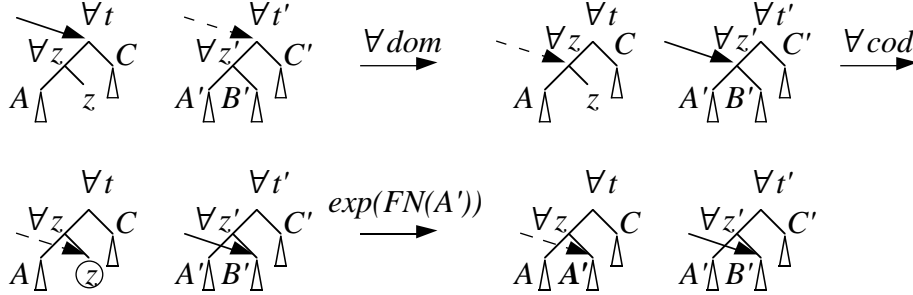 ∀ t ∀ t'
∀ z C ∀ z' C' ∀ dom ∀ z C ∀ z' C' ∀ cod
A z A' B' A z A' B'
∀ t ∀ t' ∀ t ∀ t'
∀ z C ∀ z' C' exp(FN(A')) ∀ z C ∀ z' C'
A z A' B' A A' A' B'